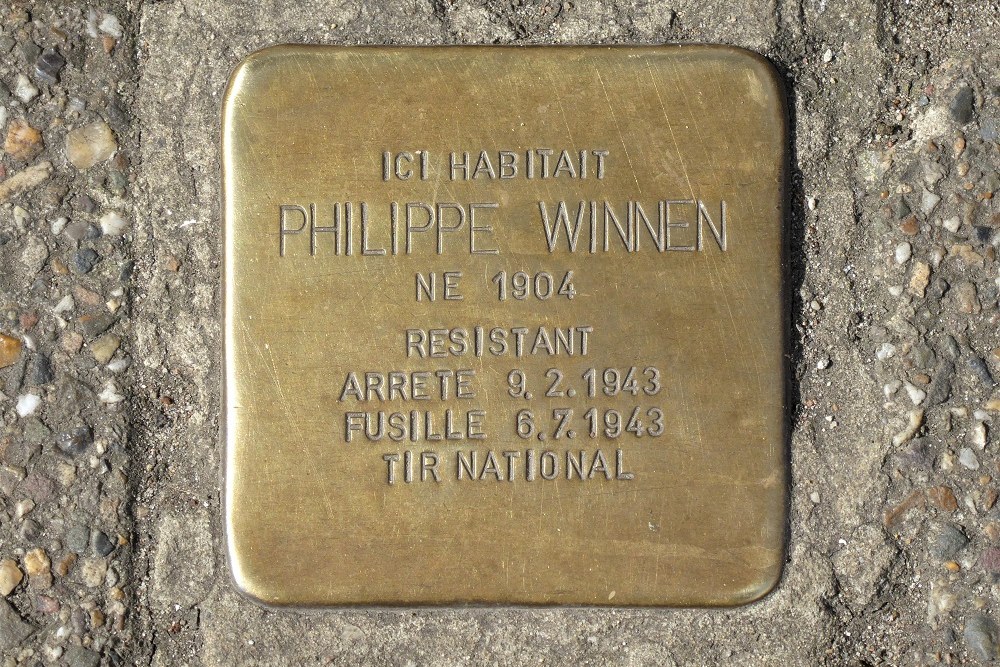 ICI HABITAIT
PHILIPPE WINNEN
NE 1904
RESISTANT
ARRETE 9.2.1943
FUSILLE 6.7.1943
TIR NATIONAL